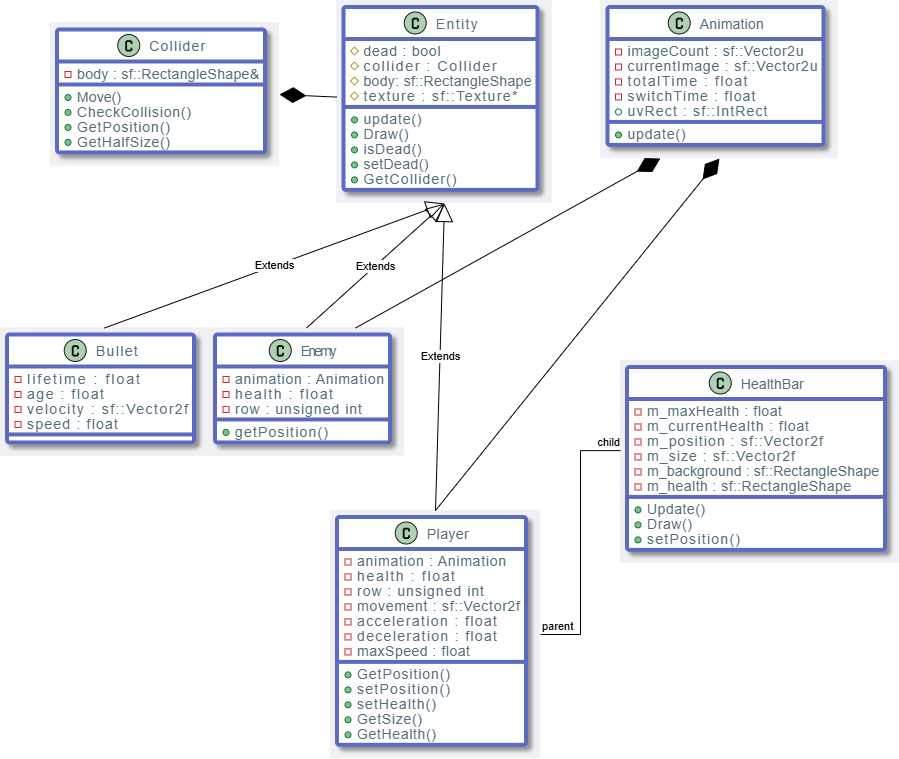 C Collider
body : sf::RectangleShape&
Move()
CheckCollision()
GetPosition()
GetHalfSize()
C Entity
dead : bool
collider : Collider
body: sf::RectangleShape
texture : sf::Texture*
update()
Draw()
isDead()
setDead()
GetCollider()
C Animation
imageCount : sf::Vector2u
currentImage : sf::Vector2u
totalTime : float
switchTime : float
uvRect : sf::IntRect
update()
Extends
Extends
Extends
C Bullet
lifetime : float
age : float
velocity : sf::Vector2f
speed : float
C Enemy
animation : Animation
health : float
row : unsigned int
getPosition()
C HealthBar
m_maxHealth : float
m_currentHealth : float
m_position : sf::Vector2f
m_size : sf::Vector2f
m_background : sf::RectangleShape
m_health : sf::RectangleShape
Update()
Draw()
setPosition()
child
parent
C Player
animation : Animation
health : float
row : unsigned int
movement : sf::Vector2f
acceleration : float
deceleration : float
maxSpeed : float
GetPosition()
setPosition()
setHealth()
GetSize()
GetHealth()